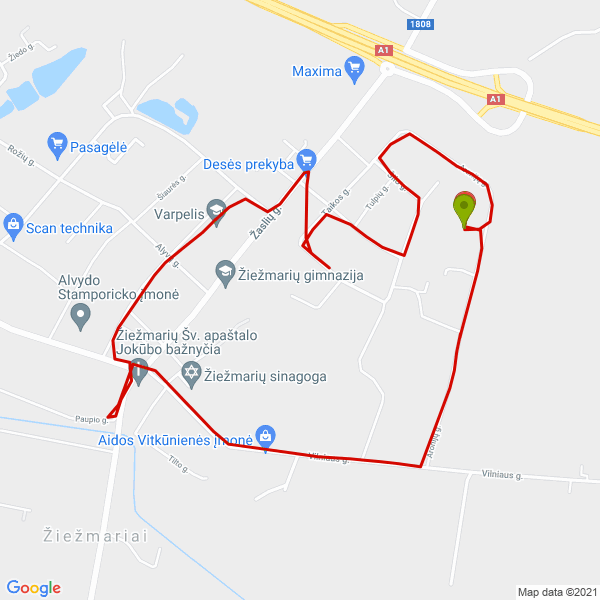 1808
Žiedo g.
A1
Maxima
A1
Pasagėlė
Rožių g.
Desės prekyba
Šiaurės g.
Taikos g.
Tulpių g.
Varpelis
Žaslių g.
Scan technika
Alyvų g.
Žiežmarių gimnazija
Alvydo
Stamporicko įmonė
Žiežmarių Šv. apaštalo
Jokūbo bažnyčia
Žiežmarių sinagoga
Paupio g.
Aidos Vitkūnienės įmonė
Vilniaus g.
Tilto g.
Vilniaus g.
Žiežmariai
Google
Map data ©2021